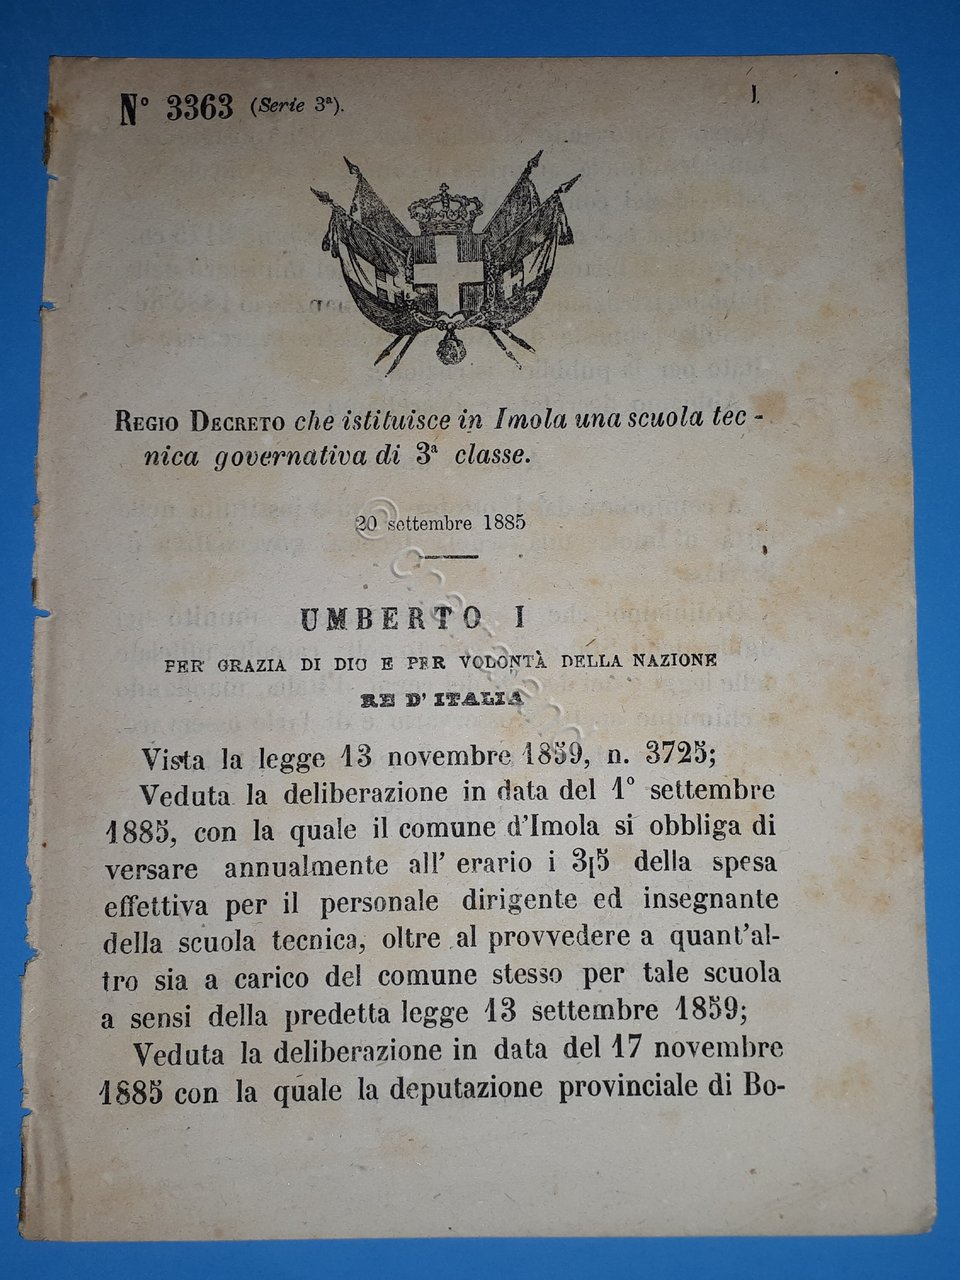 N° 3363 (Serie 3ª).
1.
REGIO DECRETO che istituisce in Imola una scuola tec-
nica governativa di 3ª classe.
20 settembre 1885
UMBERTO I
PER GRAZIA DI DIO E PER VOLONTÀ DELLA NAZIONE
RE D' ITALIA
Vista la legge 13 novembre 1859, n. 3725;
Veduta la deliberazione in data del 1° settembre
1885, con la quale il comune d'Imola si obbliga di
versare annualmente all' erario i 3|5 della spesa
effettiva per il personale dirigente ed insegnante
della scuola tecnica, oltre al provvedere a quant'al-
tro sia a carico del comune stesso per tale scuola
a sensi della predetta legge 13 settembre 1859;
Veduta la deliberazione in data del 17 novembre
1885 con la quale la deputazione provinciale di Bo-